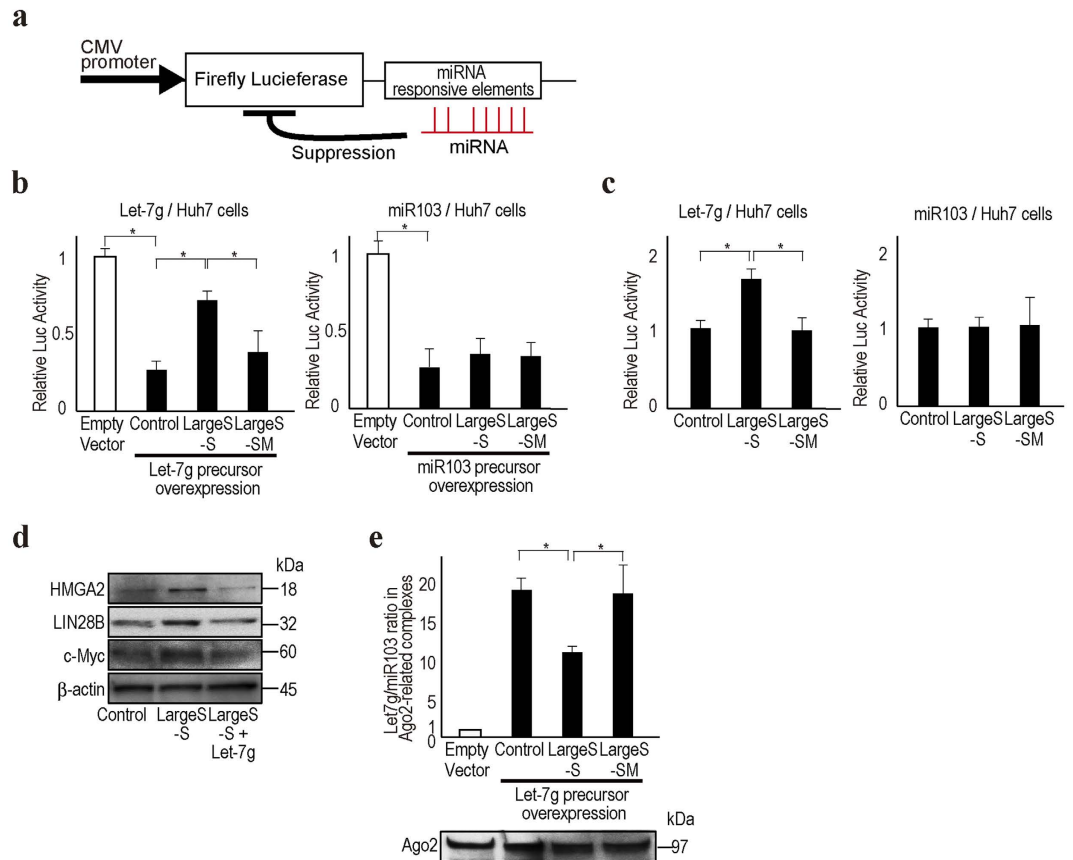 a
CMV
promoter
Firefly Lucieferase
miRNA
responsive elements
Suppression
miRNA
b
Let-7g / Huh7 cells
Relative Luc Activity
1
0.5
0
*
*
*
Empty
Vector
Control
LargeS
-S
LargeS
-SM
Let-7g precursor
overexpression
miR103 / Huh7 cells
Relative Luc Activity
1
0.5
0
*
Empty
Vector
Control
LargeS
-S
LargeS
-SM
miR103 precursor
overexpression
c
Let-7g / Huh7 cells
Relative Luc Activity
2
1
0
*
*
Control
LargeS
-S
LargeS
-SM
miR103 / Huh7 cells
Relative Luc Activity
2
1
0
Control
LargeS
-S
LargeS
-SM
d
kDa
HMGA2
18
LIN28B
32
c-Myc
60
β-actin
45
Control
LargeS
-S
LargeS
-S +
Let-7g
e
Let7g/miR103 ratio in
Ago2-related complexes
20
15
10
5
1
0
*
*
Empty
Vector
Control
LargeS
-S
LargeS
-SM
Let-7g precursor
overexpression
kDa
Ago2
97